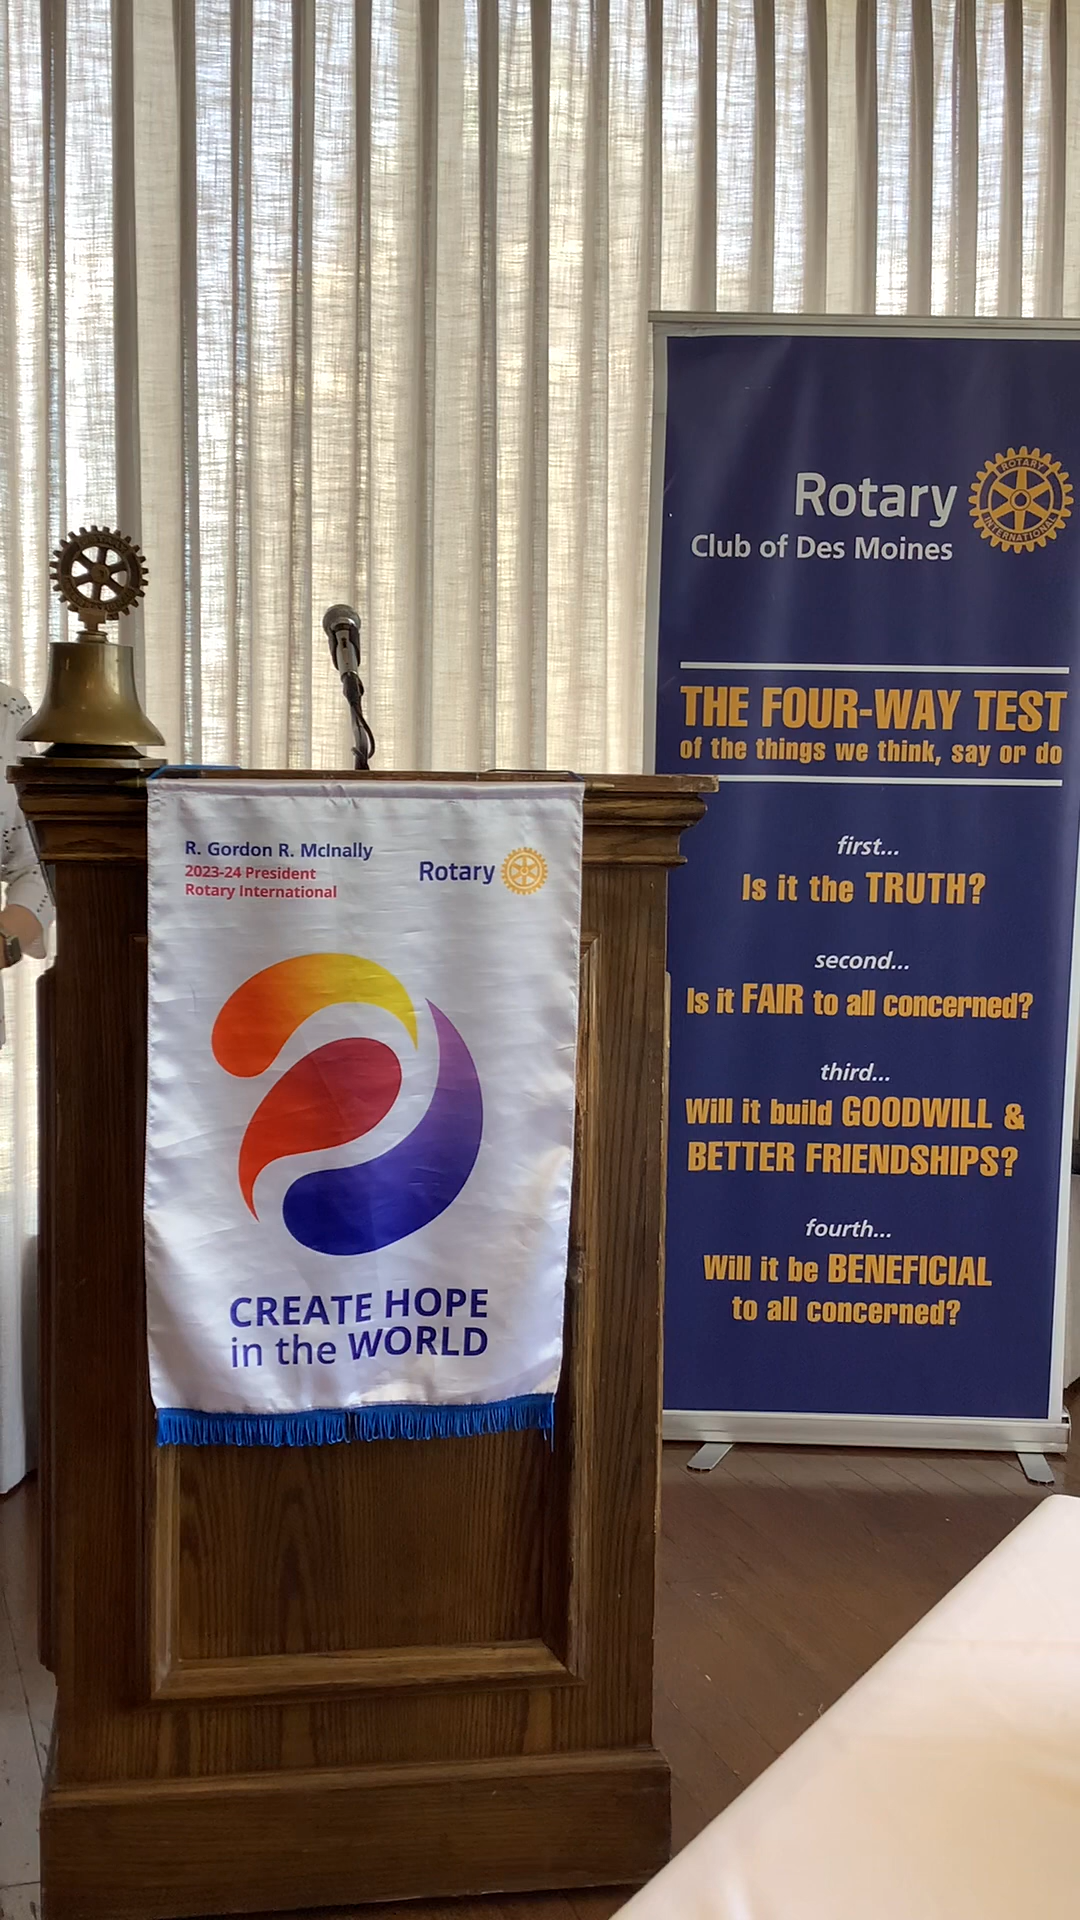 R. Gordon R. McInally
2023-24 President
Rotary International
Rotary
CREATE HOPE
in the WORLD
Rotary
Club of Des Moines
ROTARY
INTERNATIONAL
THE FOUR-WAY TEST
of the things we think, say or do
first...
Is it the TRUTH?
second...
Is it FAIR to all concerned?
third...
Will it build GOODWILL &
BETTER FRIENDSHIPS?
fourth...
Will it be BENEFICIAL
to all concerned?